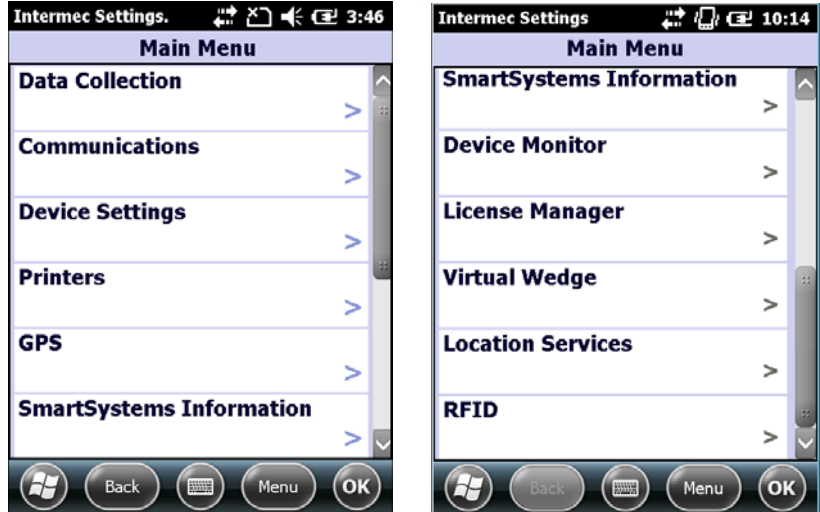 Intermec Settings. 3:46
Main Menu
Data Collection
>
Communications
>
Device Settings
>
Printers
>
GPS
>
SmartSystems Information
>
Back Menu OK
Intermec Settings 10:14
Main Menu
SmartSystems Information
>
Device Monitor
>
License Manager
>
Virtual Wedge
>
Location Services
>
RFID
>
Back Menu OK